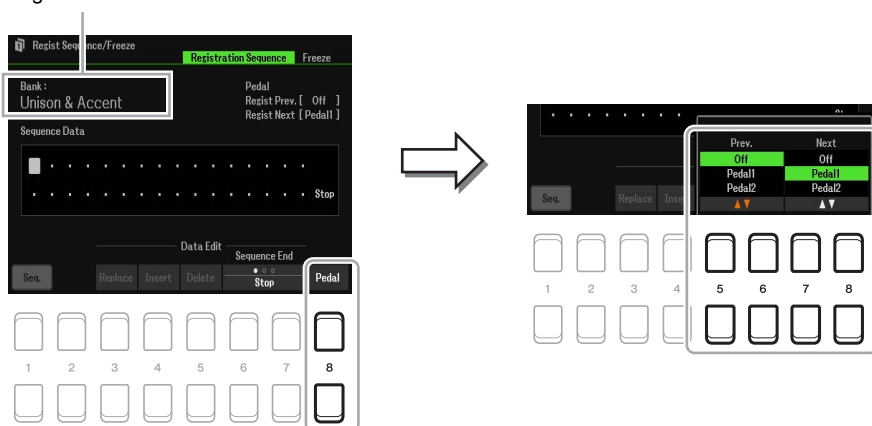 Regist Sequence/Freeze
Registration Sequence Freeze
Bank :
Unison & Accent
Pedal
Regist Prev. [ Off ]
Regist Next [ Pedal1 ]
Sequence Data
Stop
Data Edit
Sequence End
Seq. Replace Insert Delete Stop Pedal
1 2 3 4 5 6 7 8
Prev. Next
Off Off
Pedal1 Pedal1
Pedal2 Pedal2
Seq. Replace
1 2 3 4 5 6 7 8